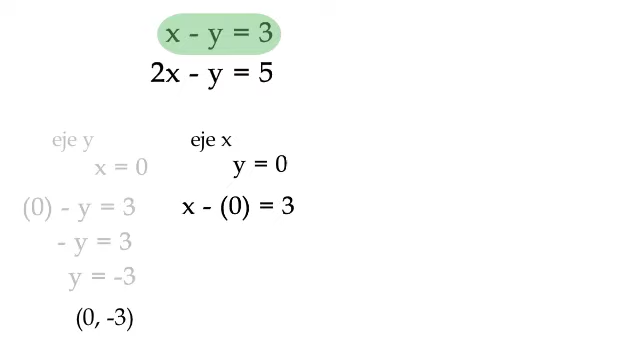 x - y = 3
2x - y = 5
eje y
x = 0
(0) - y = 3
- y = 3
y = -3
(0, -3)
eje x
y = 0
x - (0) = 3